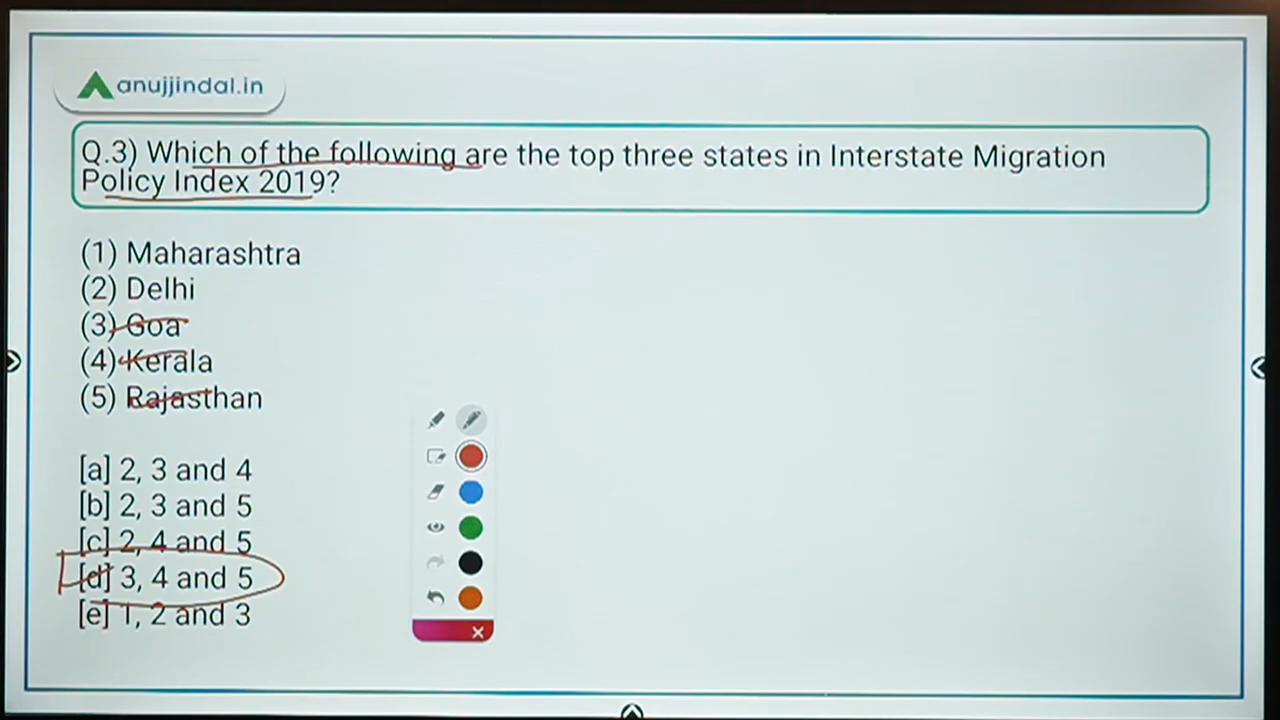 anujjindal.in
Q.3) Which of the following are the top three states in Interstate Migration
Policy Index 2019?
(1) Maharashtra
(2) Delhi
(3) Goa
(4) Kerala
(5) Rajasthan
[a] 2, 3 and 4
[b] 2, 3 and 5
[c] 2, 4 and 5
[d] 3, 4 and 5
[e] 1, 2 and 3